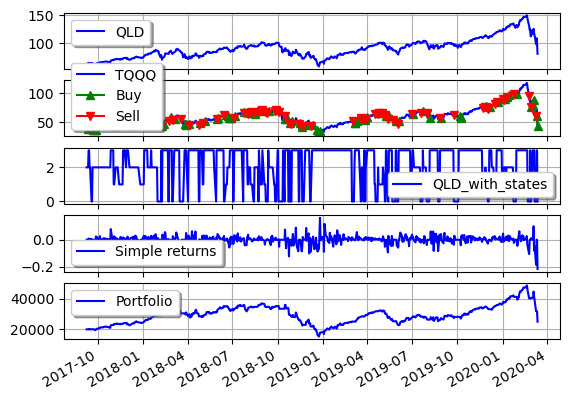 150
100
QLD
100
50
TQQQ
Buy
Sell
2
0
QLD_with_states
0.0
−0.2
Simple returns
40000
20000
Portfolio
2017-10 2018-01 2018-04 2018-07 2018-10 2019-01 2019-04 2019-07 2019-10 2020-01 2020-04